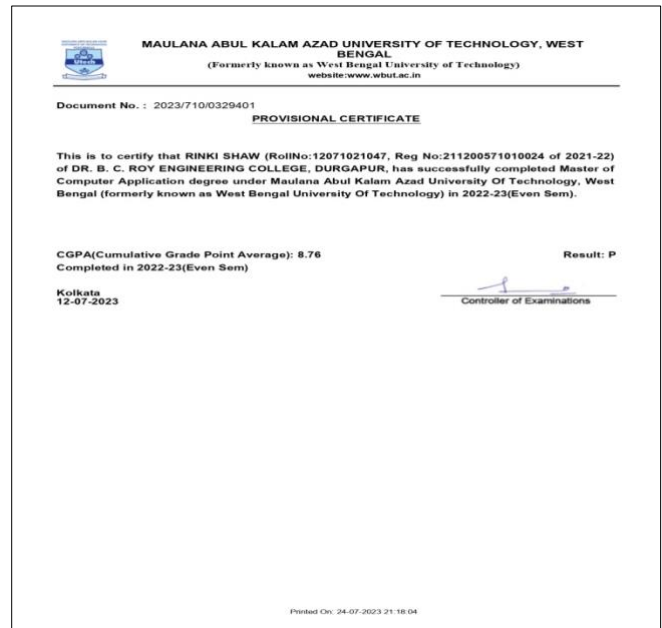 MAULANA ABUL KALAM AZAD UNIVERSITY OF TECHNOLOGY, WEST
BENGAL
(Formerly known as West Bengal University of Technology)
website:www.wbut.ac.in
Utech
Document No. : 2023/710/0329401
PROVISIONAL CERTIFICATE
This is to certify that RINKI SHAW (RollNo:12071021047, Reg No:211200571010024 of 2021-22)
of DR. B. C. ROY ENGINEERING COLLEGE, DURGAPUR, has successfully completed Master of
Computer Application degree under Maulana Abul Kalam Azad University Of Technology, West
Bengal (formerly known as West Bengal University Of Technology) in 2022-23(Even Sem).
CGPA(Cumulative Grade Point Average): 8.76 Result: P
Completed in 2022-23(Even Sem)
Kolkata
12-07-2023 Controller of Examinations
Printed On: 24-07-2023 21:18:04